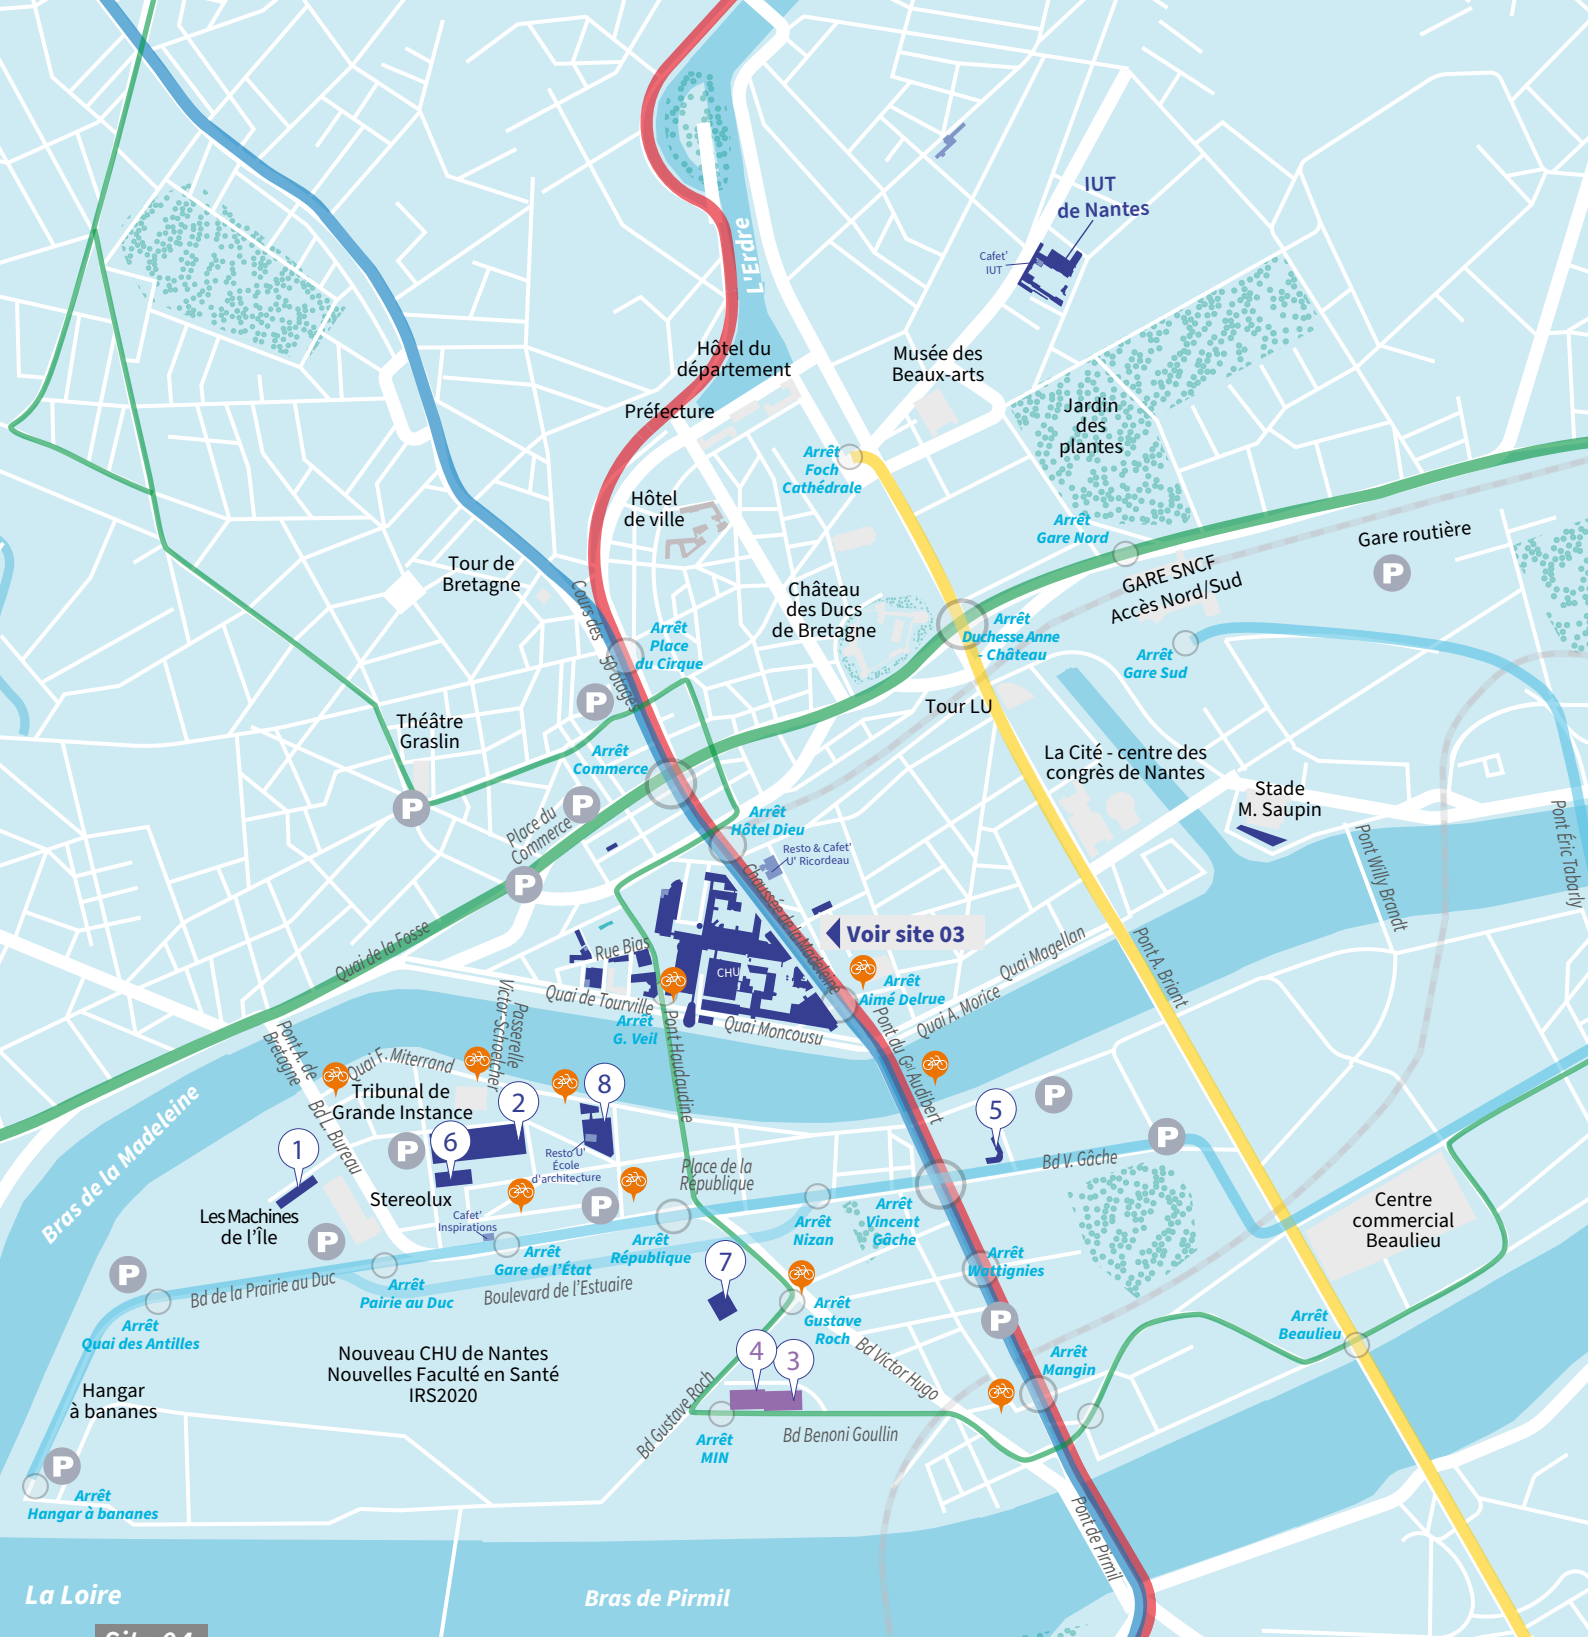 IUT
de Nantes
Cafet'
IUT
L'Erdre
Hôtel du
département
Musée des
Beaux-arts
Préfecture
Jardin
des
plantes
Arrêt
Foch
Cathédrale
Hôtel
de ville
Arrêt
Gare Nord
Gare routière
P
GARE SNCF
Accès Nord/Sud
Tour de
Bretagne
Château
des Ducs
de Bretagne
Cours des 50 otages
Arrêt
Place
du Cirque
Arrêt
Duchesse Anne
- Château
Arrêt
Gare Sud
P
Tour LU
Théâtre
Graslin
Arrêt
Commerce
La Cité - centre des
congrès de Nantes
Stade
M. Saupin
P
P
Place du
Commerce
Arrêt
Hôtel Dieu
Resto & Cafet'
U' Ricordeau
Pont Willy Brandt
Pont Éric Tabarly
P
Chaussée de la Madeleine
Voir site 03
Quai de la Fosse
Rue Bias
CHU
Quai Magellan
Pont A. Briant
Arrêt
Aimé Delrue
Quai A. Morice
Quai de Tourville
Arrêt
G. Veil
Quai Moncousu
Pont Haudaudine
Pont du Gal Audibert
Passerelle
Victor-Schoelcher
Pont A. de
Bretagne
Quai F. Miterrand
Tribunal de
Grande Instance
Bd L. Bureau
Bras de la Madeleine
1
2
8
6
5
P
P
P
Resto U'
École
d'architecture
Place de la
République
Bd V. Gâche
Stereolux
Les Machines
de l'Île
Cafet'
Inspirations
P
P
P
Arrêt
Gare de l'État
Arrêt
République
Arrêt
Nizan
Arrêt
Vincent
Gâche
Centre
commercial
Beaulieu
Arrêt
Wattignies
7
Bd de la Prairie au Duc
Arrêt
Pairie au Duc
Boulevard de l'Estuaire
Arrêt
Quai des Antilles
Arrêt
Gustave
Roch
P
Arrêt
Beaulieu
Nouveau CHU de Nantes
Nouvelles Faculté en Santé
IRS2020
4
3
Bd Victor Hugo
Arrêt
Mangin
Hangar
à bananes
Bd Gustave Roch
Arrêt
MIN
Bd Benoni Goullin
P
Arrêt
Hangar à bananes
Pont de Pirmil
La Loire
Bras de Pirmil